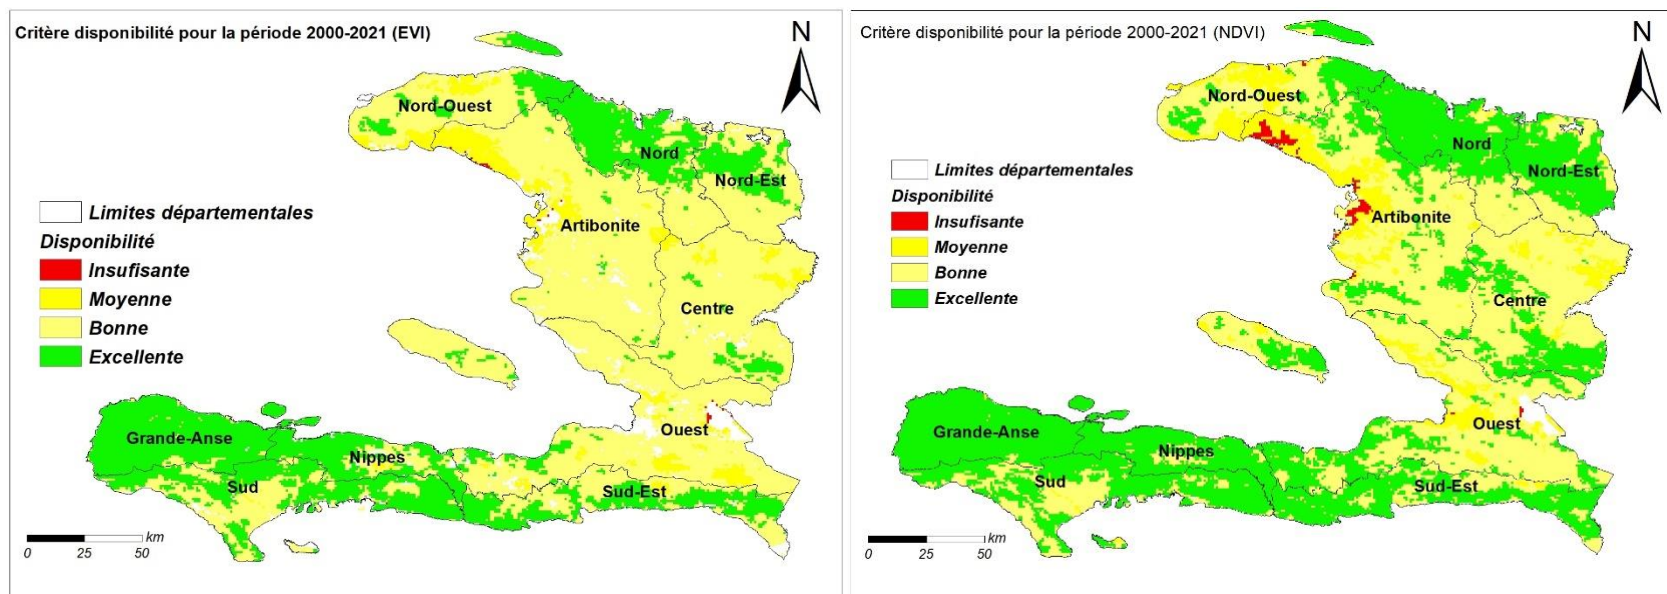 Critère disponibilité pour la période 2000-2021 (EVI)
N
Nord-Ouest
Nord
Nord-Est
Limites départementales
Disponibilité
Artibonite
Insufisante
Moyenne
Bonne
Centre
Excellente
Ouest
Grande-Anse
Nippes
Sud
Sud-Est
km
0 25 50
Critère disponibilité pour la période 2000-2021 (NDVI)
N
Nord-Ouest
Nord
Nord-Est
Limites départementales
Disponibilité
Artibonite
Insufisante
Moyenne
Bonne
Centre
Excellente
Ouest
Grande-Anse
Nippes
Sud
Sud-Est
km
0 25 50